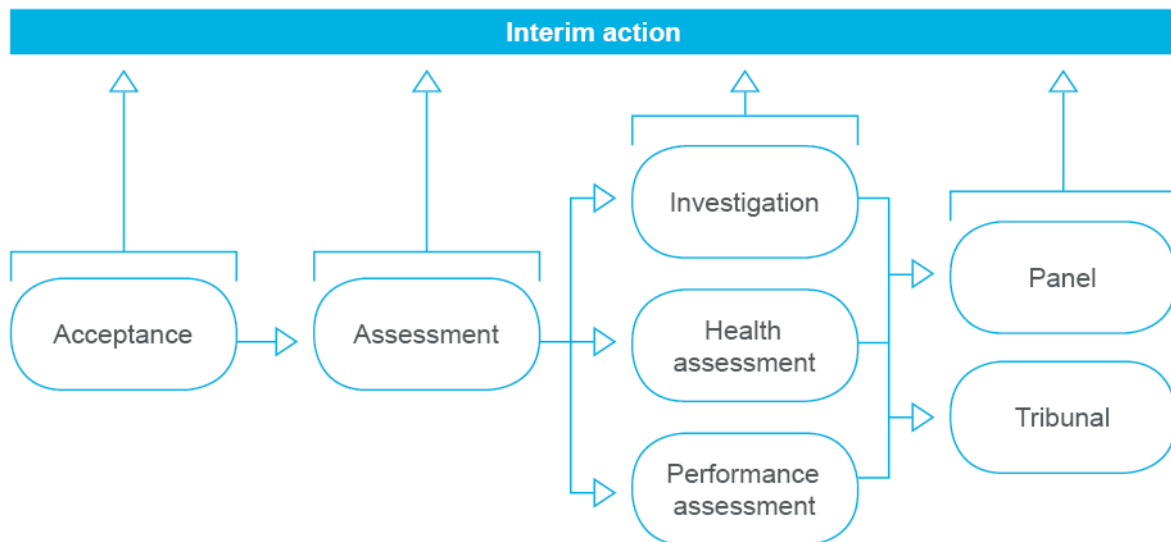 Interim action
Acceptance
Assessment
Investigation
Health
assessment
Performance
assessment
Panel
Tribunal